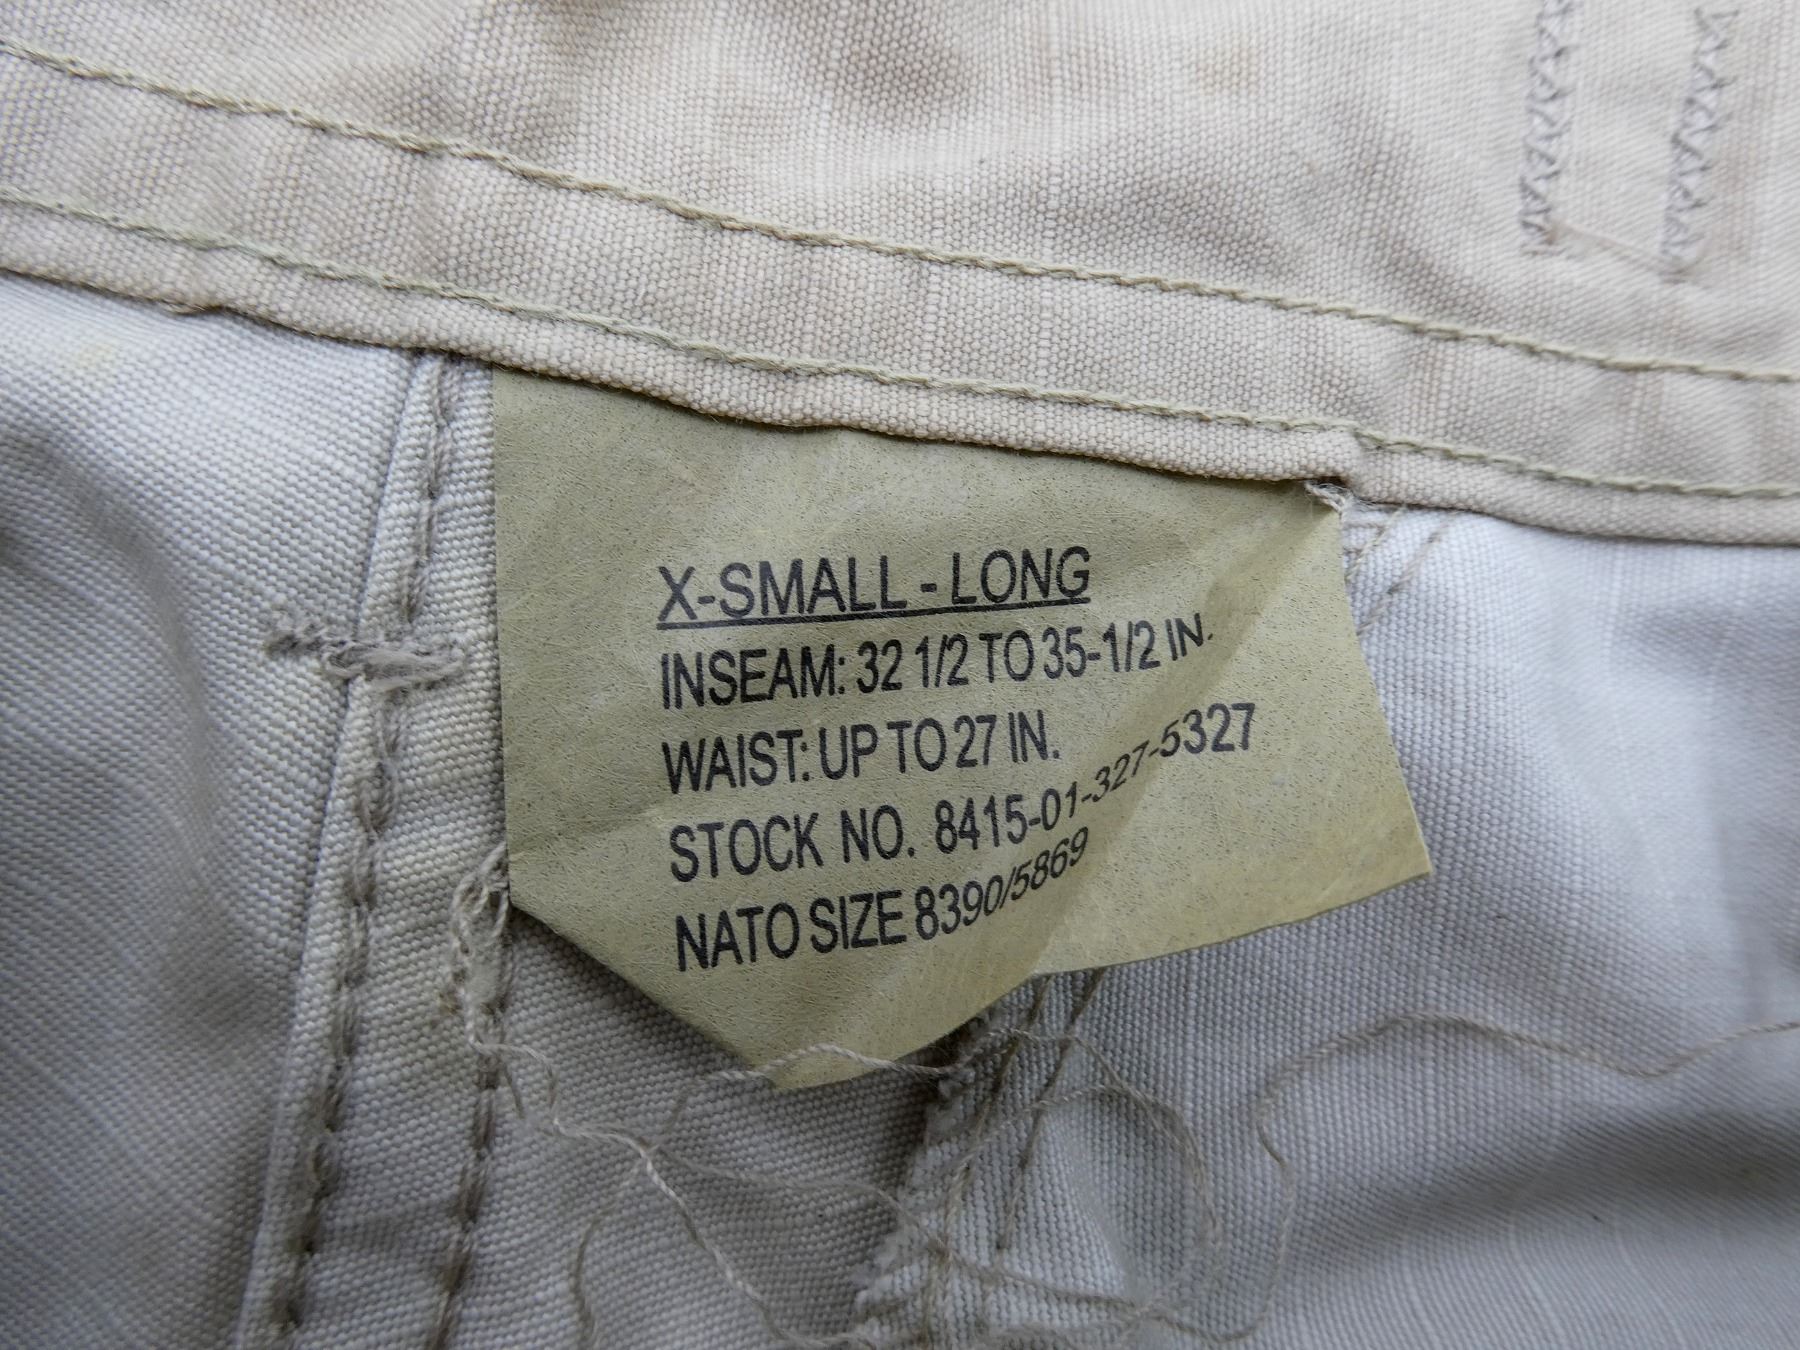 X-SMALL - LONG
INSEAM: 32 1/2 TO 35-1/2 IN.
WAIST: UP TO 27 IN.
STOCK NO. 8415-01-327-5327
NATO SIZE 8390/5869